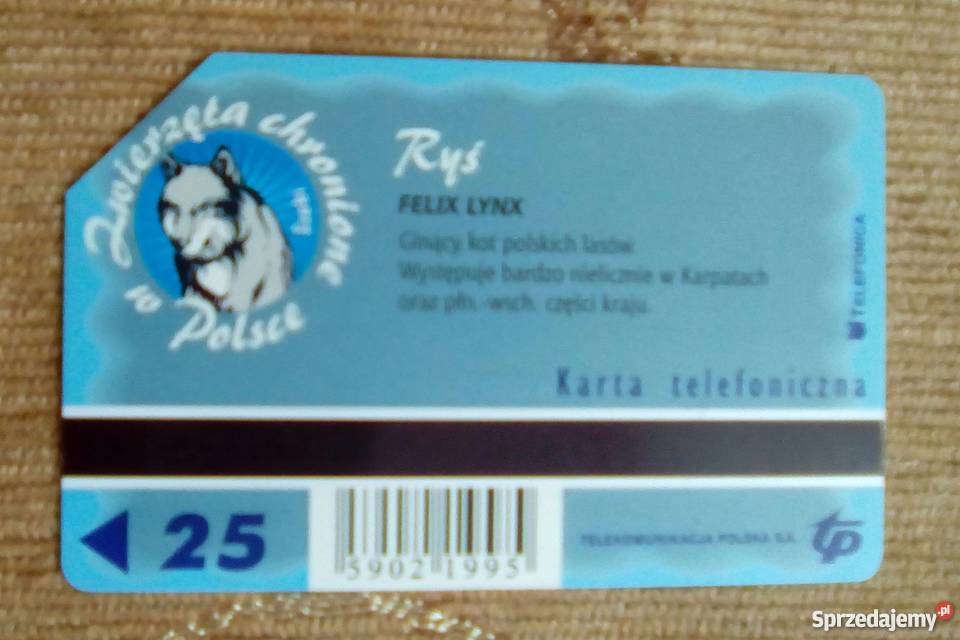 Zwierzęta chronione
w Polsce
Ryś
FELIX LYNX
Ginący kot polskich lasów.
Występuje bardzo nielicznie w Karpatach
oraz płn.-wsch. części kraju.
TELEFONICA
Karta telefoniczna
25
5902 1995
TELEKOMUNIKACJA POLSKA S.A.
tp
Sprzedajemy.pl